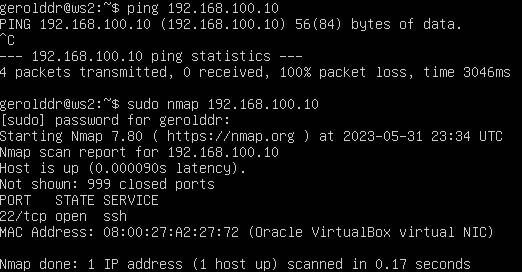 gerolddr@ws2:~$ ping 192.168.100.10
PING 192.168.100.10 (192.168.100.10) 56(84) bytes of data.
^C
--- 192.168.100.10 ping statistics ---
4 packets transmitted, 0 received, 100% packet loss, time 3046ms
gerolddr@ws2:~$ sudo nmap 192.168.100.10
[sudo] password for gerolddr:
Starting Nmap 7.80 ( https://nmap.org ) at 2023-05-31 23:34 UTC
Nmap scan report for 192.168.100.10
Host is up (0.000090s latency).
Not shown: 999 closed ports
PORT   STATE SERVICE
22/tcp open  ssh
MAC Address: 08:00:27:A2:27:72 (Oracle VirtualBox virtual NIC)
Nmap done: 1 IP address (1 host up) scanned in 0.17 seconds